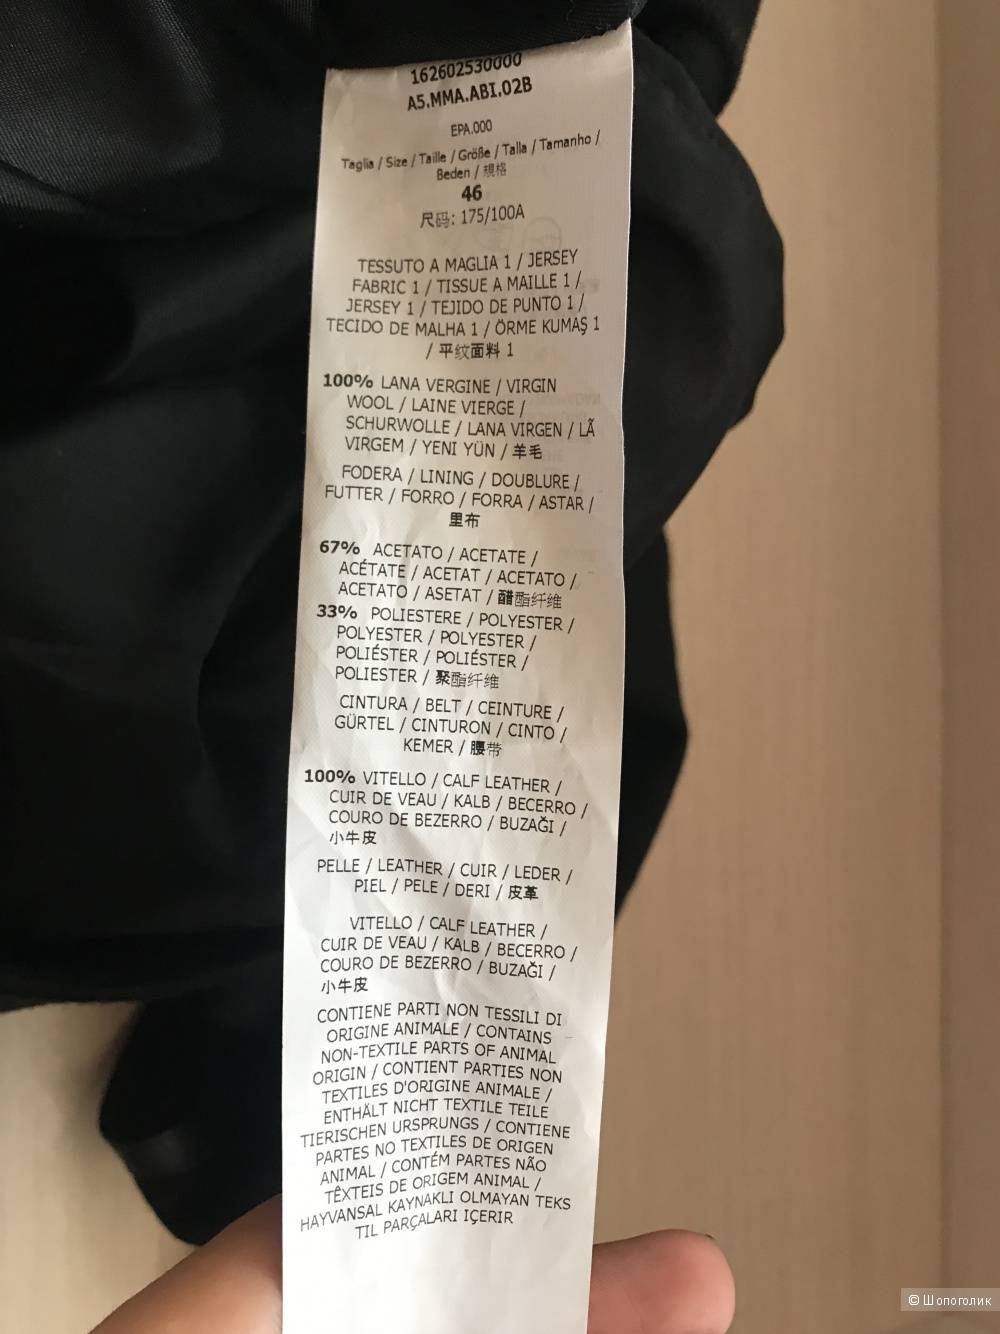 162602530000
A5.MMA.ABI.02B
EPA.000
Taglia / Size / Taille / Größe / Talla / Tamanho /
Beden / 規格
46
尺码: 175/100A
TESSUTO A MAGLIA 1 / JERSEY
FABRIC 1 / TISSUE A MAILLE 1 /
JERSEY 1 / TEJIDO DE PUNTO 1 /
TECIDO DE MALHA 1 / ÖRME KUMAŞ 1
/ 平纹面料 1
100% LANA VERGINE / VIRGIN
WOOL / LAINE VIERGE /
SCHURWOLLE / LANA VIRGEN / LÃ
VIRGEM / YENI YÜN / 羊毛
FODERA / LINING / DOUBLURE /
FUTTER / FORRO / FORRA / ASTAR /
里布
67% ACETATO / ACETATE /
ACÉTATE / ACETAT / ACETATO /
ACETATO / ASETAT / 醋酯纤维
33% POLIESTERE / POLYESTER /
POLYESTER / POLYESTER /
POLIÉSTER / POLIÉSTER /
POLIESTER / 聚酯纤维
CINTURA / BELT / CEINTURE /
GÜRTEL / CINTURON / CINTO /
KEMER / 腰带
100% VITELLO / CALF LEATHER /
CUIR DE VEAU / KALB / BECERRO /
COURO DE BEZERRO / BUZAĞI /
小牛皮
PELLE / LEATHER / CUIR / LEDER /
PIEL / PELE / DERI / 皮革
VITELLO / CALF LEATHER /
CUIR DE VEAU / KALB / BECERRO /
COURO DE BEZERRO / BUZAĞI /
小牛皮
CONTIENE PARTI NON TESSILI DI
ORIGINE ANIMALE / CONTAINS
NON-TEXTILE PARTS OF ANIMAL
ORIGIN / CONTIENT PARTIES NON
TEXTILES D'ORIGINE ANIMALE /
ENTHÄLT NICHT TEXTILE TEILE
TIERISCHEN URSPRUNGS / CONTIENE
PARTES NO TEXTILES DE ORIGEN
ANIMAL / CONTÉM PARTES NÃO
TÊXTEIS DE ORIGEM ANIMAL /
HAYVANSAL KAYNAKLI OLMAYAN TEKS
TIL PARÇALARI IÇERIR
© Шопоголик